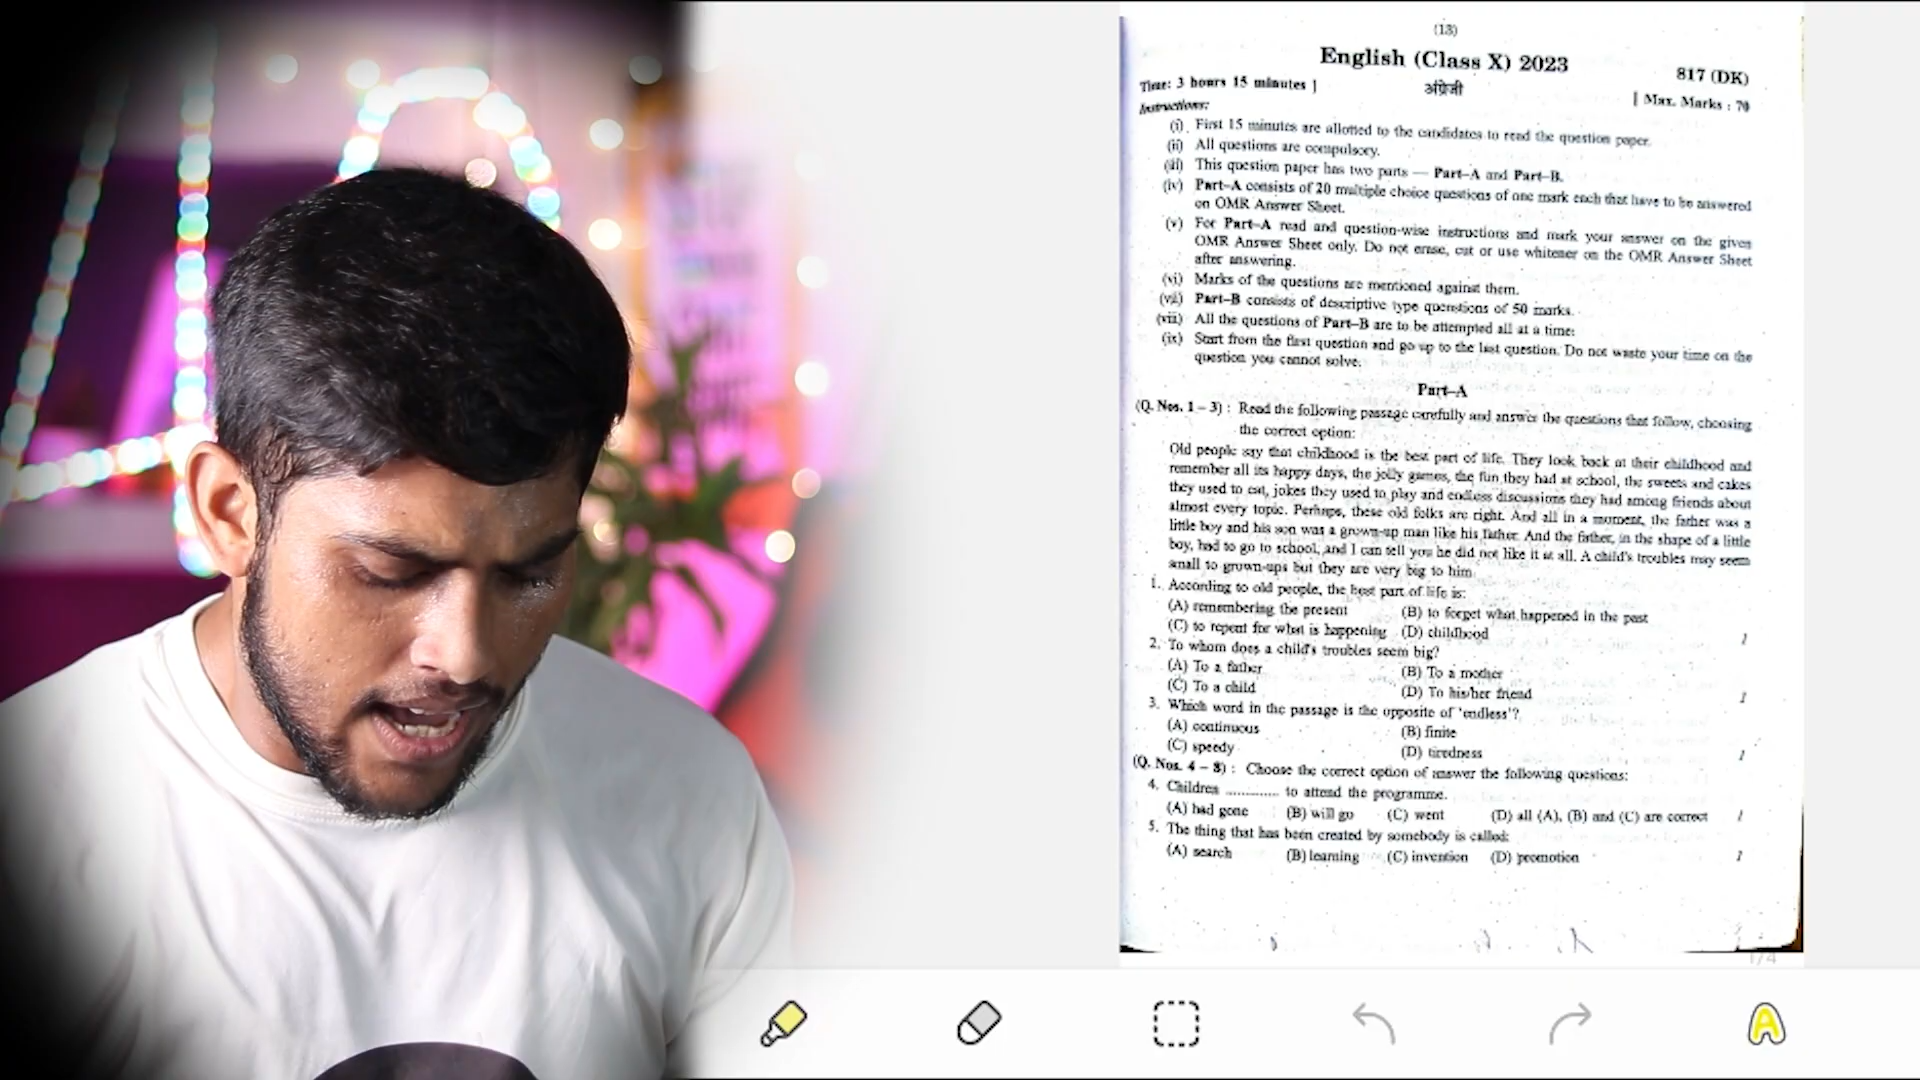 (13)
English (Class X) 2023
817 (DK)
Time: 3 hours 15 minutes ]
अंग्रेजी
[ Max. Marks : 70
Instructions:
(i) First 15 minutes are allotted to the candidates to read the question paper.
(ii) All questions are compulsory.
(iii) This question paper has two parts — Part–A and Part–B.
(iv) Part–A consists of 20 multiple choice questions of one mark each that have to be answered
on OMR Answer Sheet.
(v) For Part–A read and question-wise instructions and mark your answer on the given
OMR Answer Sheet only. Do not erase, cut or use whitener on the OMR Answer Sheet
after answering.
(vi) Marks of the questions are mentioned against them.
(vii) Part–B consists of descriptive type quenstions of 50 marks.
(viii) All the questions of Part–B are to be attempted all at a time:
(ix) Start from the first question and go up to the last question. Do not waste your time on the
question you cannot solve.
Part–A
(Q. Nos. 1 – 3) : Read the following passage carefully and answer the questions that follow, choosing
the correct option:
Old people say that childhood is the best part of life. They look back at their childhood and
remember all its happy days, the jolly games, the fun they had at school, the sweets and cakes
they used to eat, jokes they used to play and endless discussions they had among friends about
almost every topic. Perhaps, these old folks are right. And all in a moment, the father was a
little boy and his son was a grown-up man like his father. And the father, in the shape of a little
boy, had to go to school, and I can tell you he did not like it at all. A child's troubles may seem
small to grown-ups but they are very big to him.
1. According to old people, the best part of life is:
(A) remembering the present (B) to forget what happened in the past
(C) to repent for what is happening (D) childhood 1
2. To whom does a child's troubles seem big?
(A) To a father (B) To a mother
(C) To a child (D) To his/her friend 1
3. Which word in the passage is the opposite of 'endless'?
(A) continuous (B) finite
(C) speedy (D) tiredness 1
(Q. Nos. 4 – 8) : Choose the correct option of answer the following questions:
4. Children ............ to attend the programme.
(A) had gone (B) will go (C) went (D) all (A), (B) and (C) are correct 1
5. The thing that has been created by somebody is called:
(A) search (B) learning (C) invention (D) promotion 1
1/4